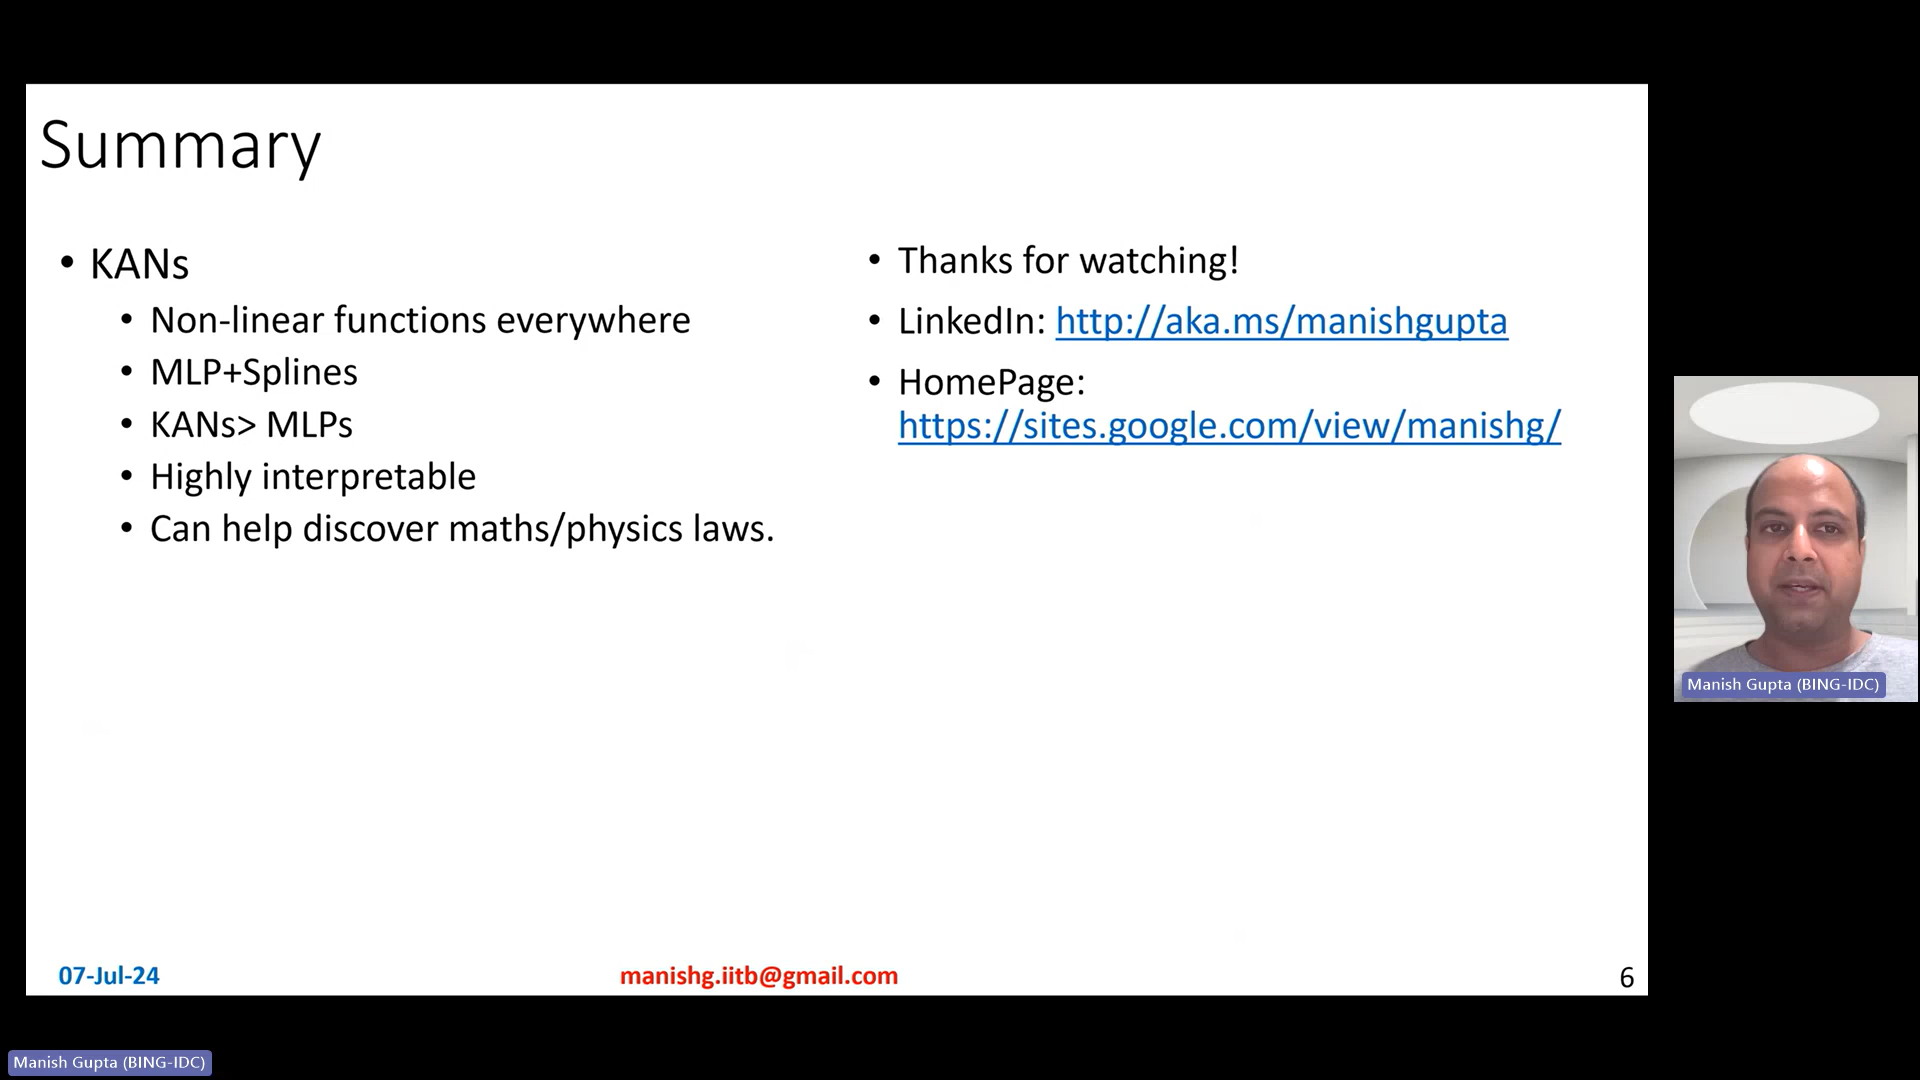 Summary
• KANs
• Non-linear functions everywhere
• MLP+Splines
• KANs> MLPs
• Highly interpretable
• Can help discover maths/physics laws.
• Thanks for watching!
• LinkedIn: http://aka.ms/manishgupta
• HomePage:
https://sites.google.com/view/manishg/
Manish Gupta (BING-IDC)
07-Jul-24
manishg.iitb@gmail.com
6
Manish Gupta (BING-IDC)